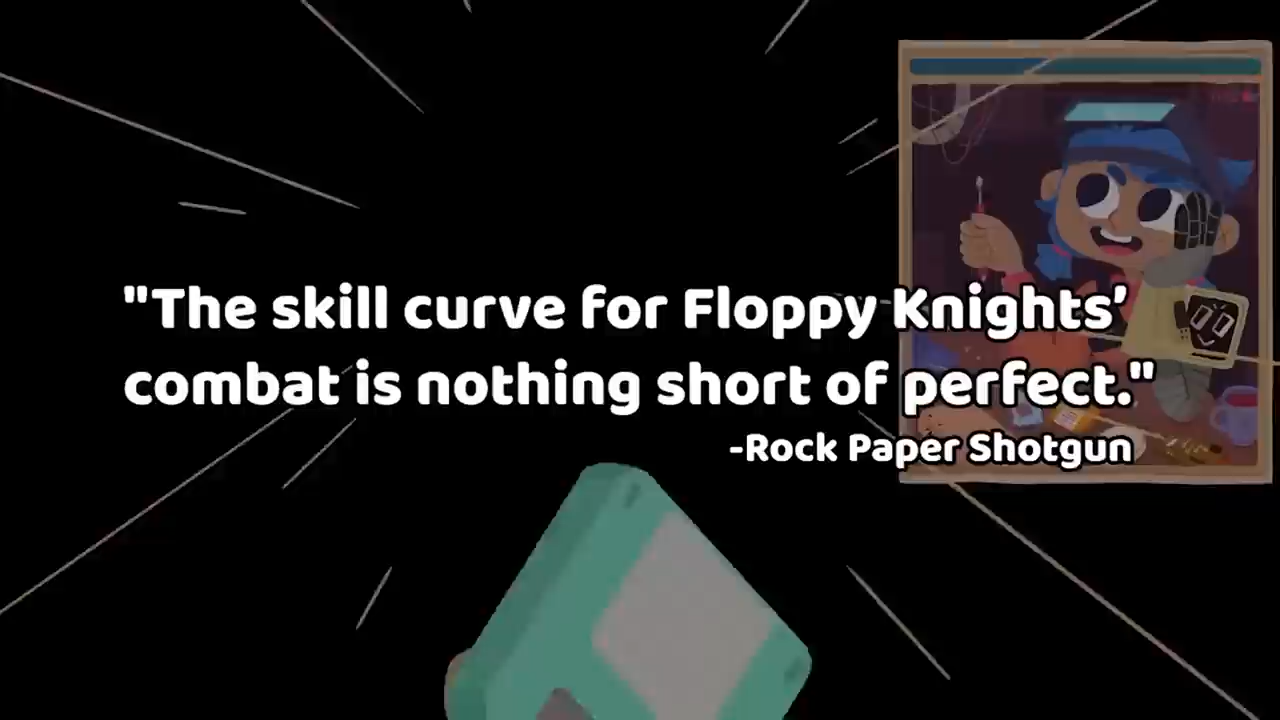 "The skill curve for Floppy Knights’
combat is nothing short of perfect."
-Rock Paper Shotgun